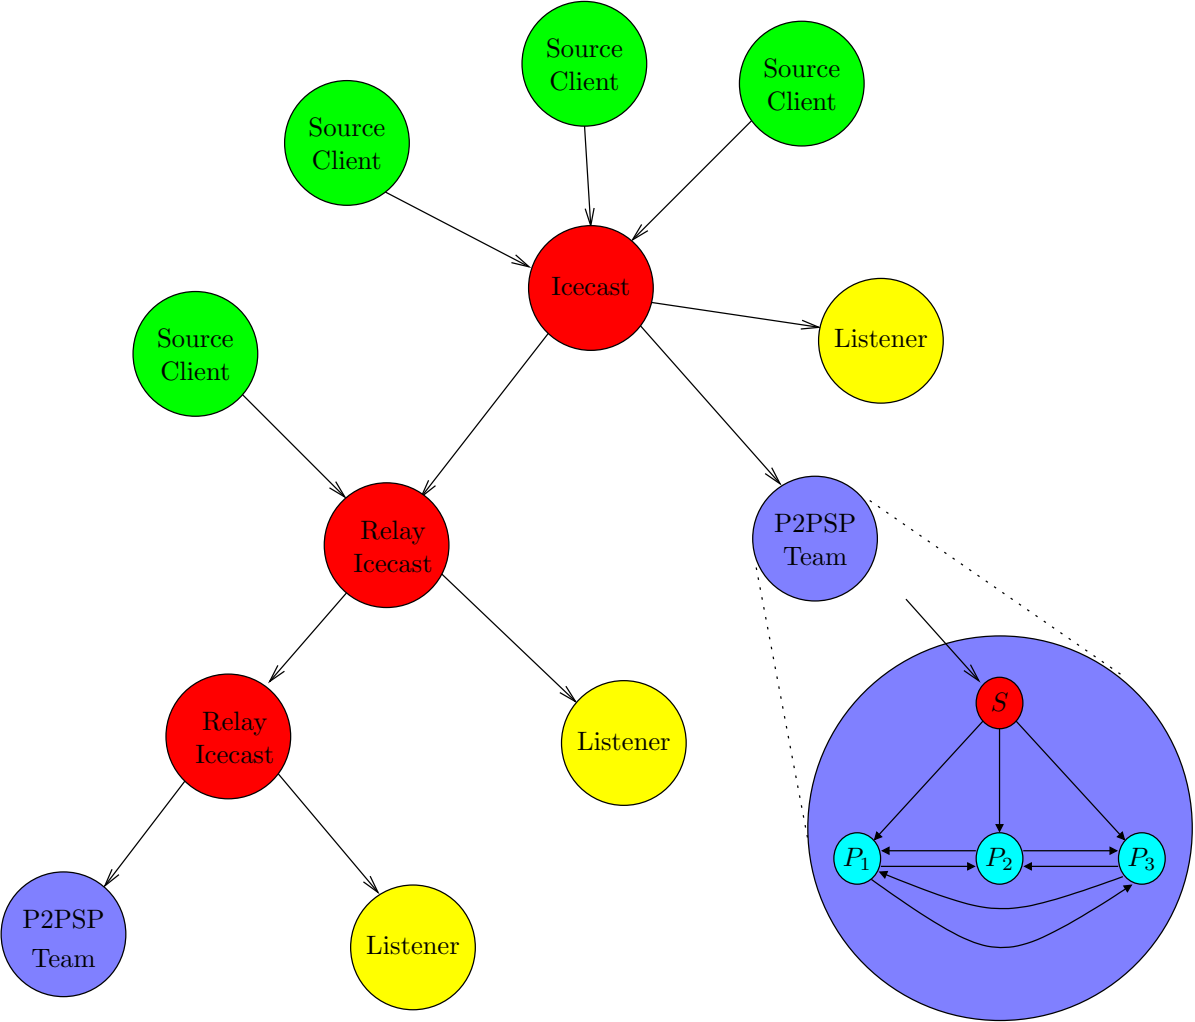 Source
Client
Source
Client
Source
Client
Icecast
Listener
Source
Client
P2PSP
Team
Relay
Icecast
S
Relay
Icecast
Listener
P₁
P₂
P₃
P2PSP
Team
Listener